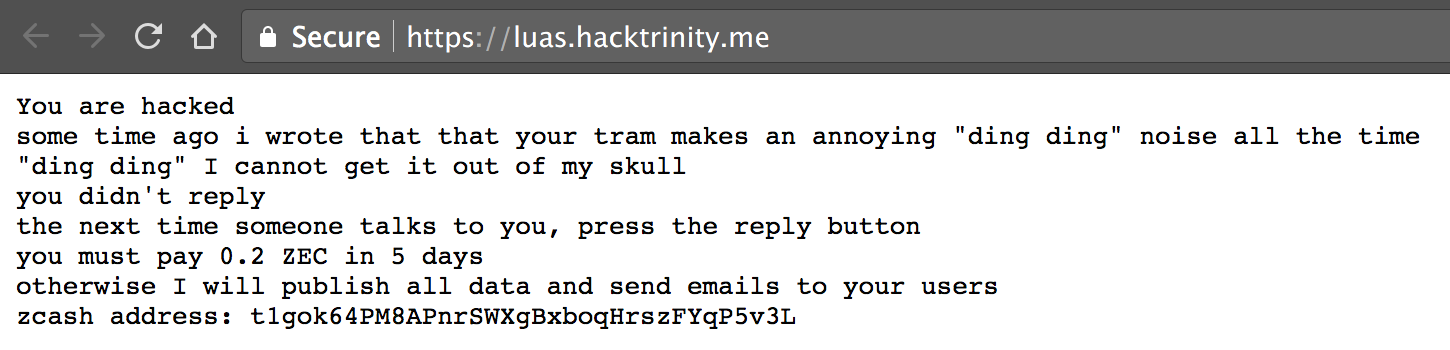 Secure https://luas.hacktrinity.me
You are hacked
some time ago i wrote that that your tram makes an annoying "ding ding" noise all the time
"ding ding" I cannot get it out of my skull
you didn't reply
the next time someone talks to you, press the reply button
you must pay 0.2 ZEC in 5 days
otherwise I will publish all data and send emails to your users
zcash address: t1gok64PM8APnrSWXgBxboqHrszFYqP5v3L